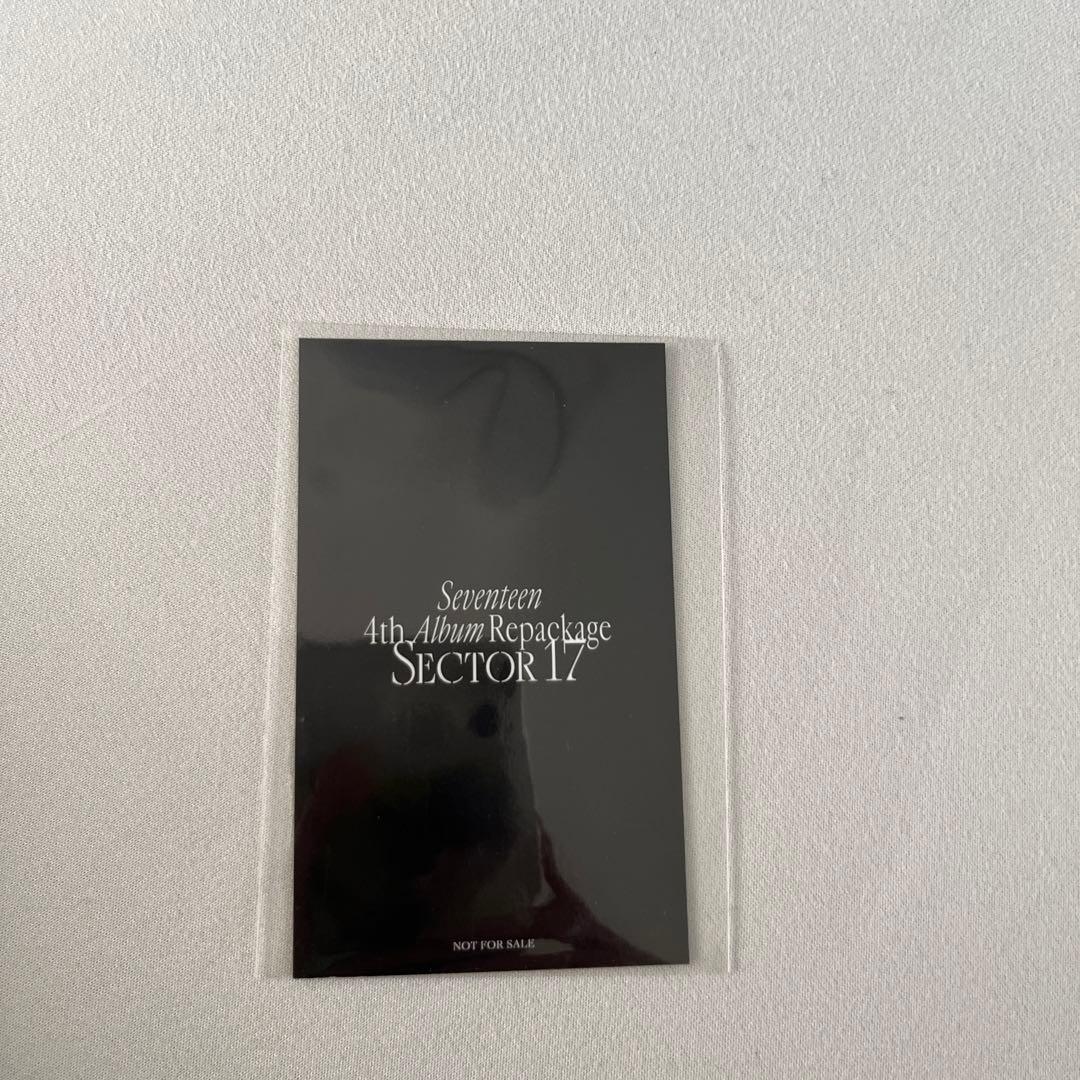 Seventeen
4th Album Repackage
SECTOR 17
NOT FOR SALE